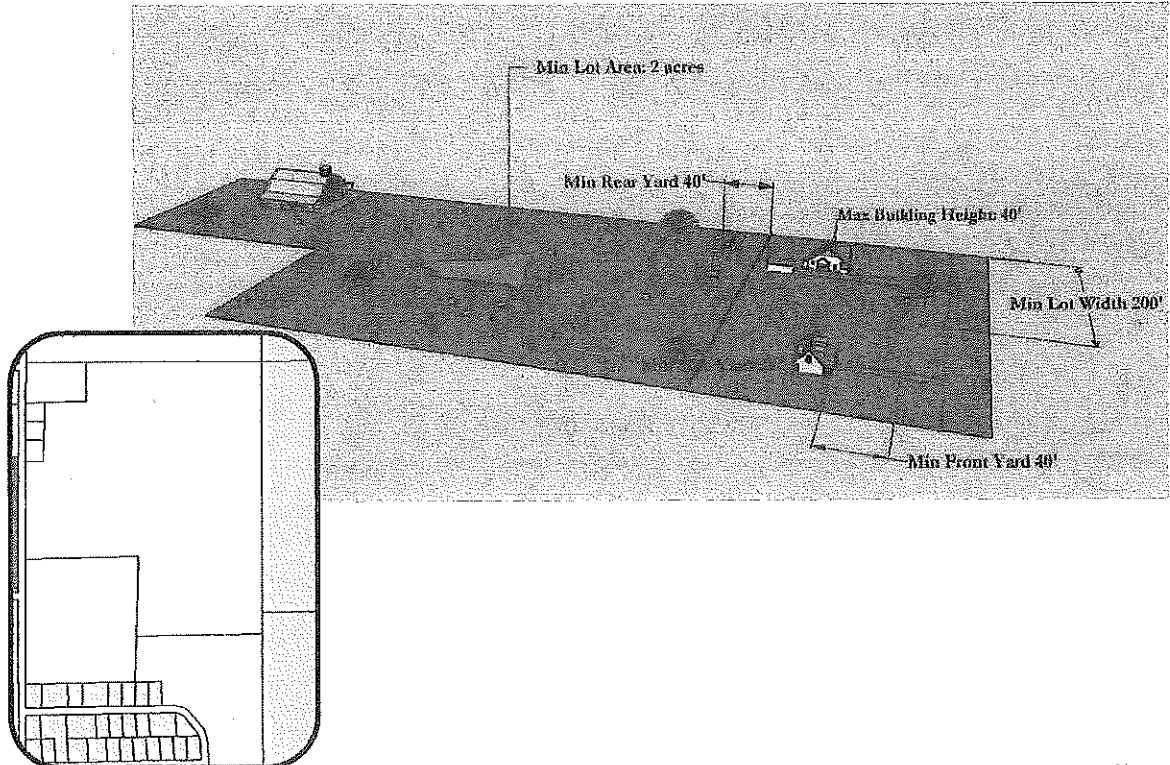 Min Lot Area: 2 acres
Min Rear Yard 40'
Max Building Height: 40'
Min Lot Width 200'
Min Front Yard 40'